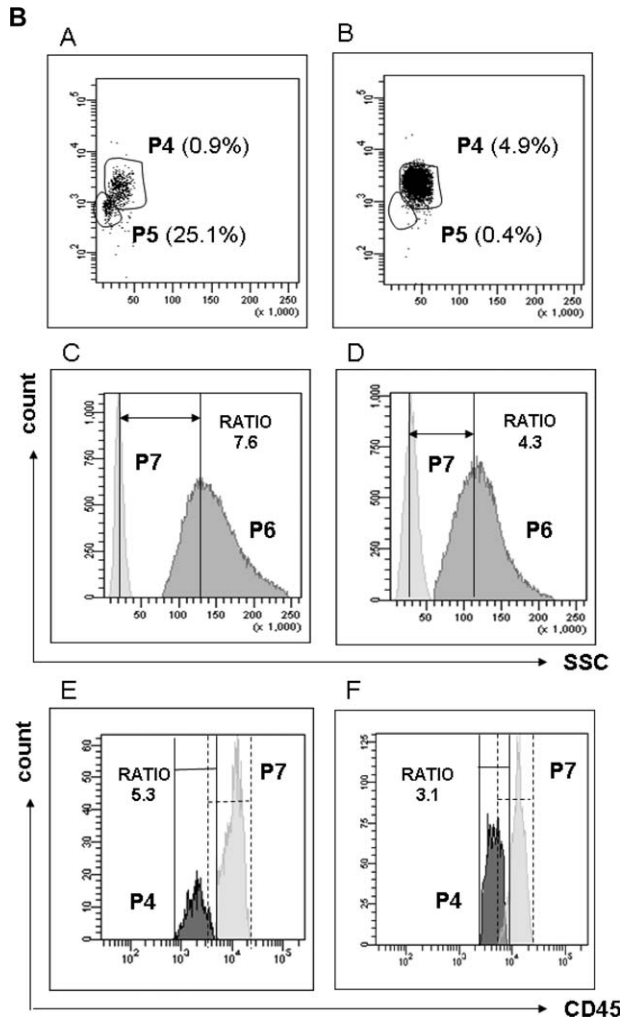 B
A
B
10^5
10^4
10^3
10^2
P4 (0.9%)
P5 (25.1%)
50 100 150 200 250
(x 1,000)
10^5
10^4
10^3
10^2
P4 (4.9%)
P5 (0.4%)
50 100 150 200 250
(x 1,000)
C
D
count
1,000
750
500
250
0
RATIO
7.6
P7
P6
50 100 150 200 250
(x 1,000)
1,000
750
500
250
0
RATIO
4.3
P7
P6
50 100 150 200 250
(x 1,000)
SSC
E
F
count
60
50
40
30
20
10
0
RATIO
5.3
P7
P4
10^2 10^3 10^4 10^5
125
100
75
50
25
0
RATIO
3.1
P7
P4
10^2 10^3 10^4 10^5
CD45